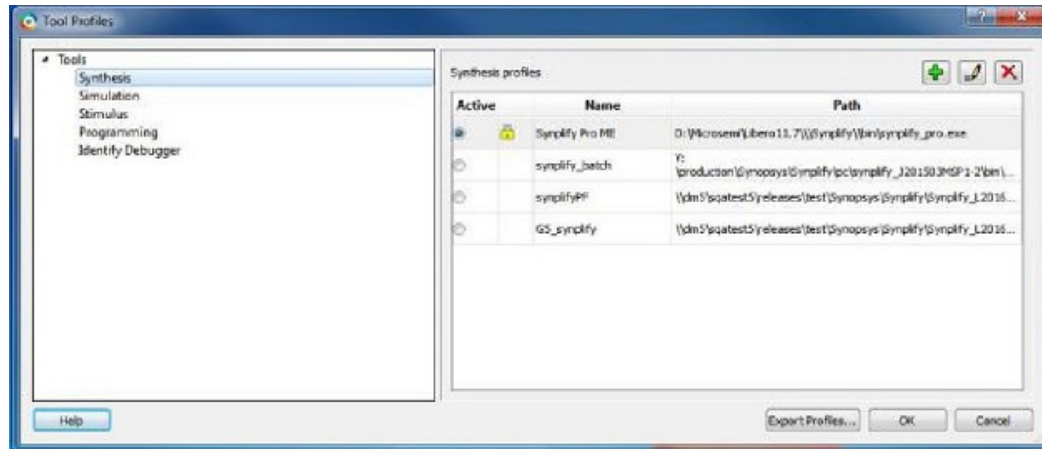 Tool Profiles
Tools
Synthesis
Simulation
Stimulus
Programming
Identify Debugger
Synthesis profiles
Active Name Path
Synplify Pro ME D:\Microsemi\Libero11.7\\\Synplify\\bin\synplify_pro.exe
synplify_batch Y:
\production\Synopsys\Synplify\pc\synplify_J201503MSP1-2\bin\...
synplifyPF \\dm5\sqatest5\releases\test\Synopsys\Synplify\Synplify_L2016...
G5_synplify \\dm5\sqatest5\releases\test\Synopsys\Synplify\Synplify_L2016...
Help Export Profiles... OK Cancel